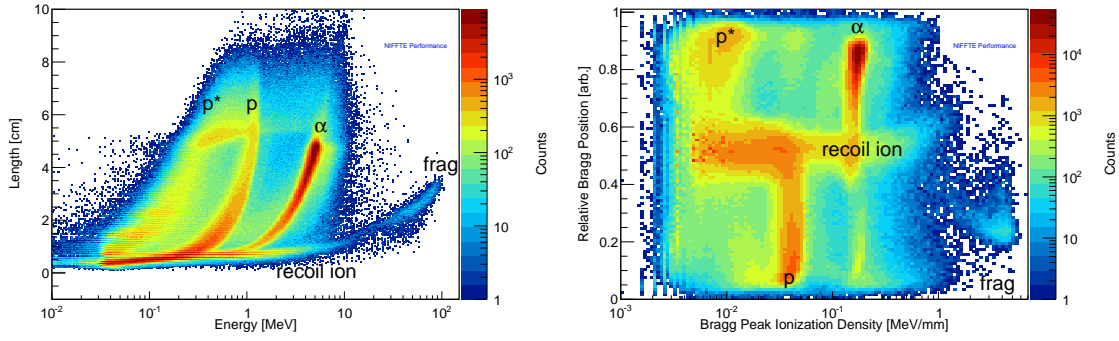 10
8
6
4
2
0
Length [cm]
NIFFTE Performance
p*
p
α
frag
recoil ion
10⁻²
10⁻¹
1
10
10²
Energy [MeV]
10³
10²
10
1
Counts
1
0.8
0.6
0.4
0.2
0
Relative Bragg Position [arb.]
p*
α
NIFFTE Performance
recoil ion
p
frag
10⁻³
10⁻²
10⁻¹
1
Bragg Peak Ionization Density [MeV/mm]
10⁴
10³
10²
10
1
Counts